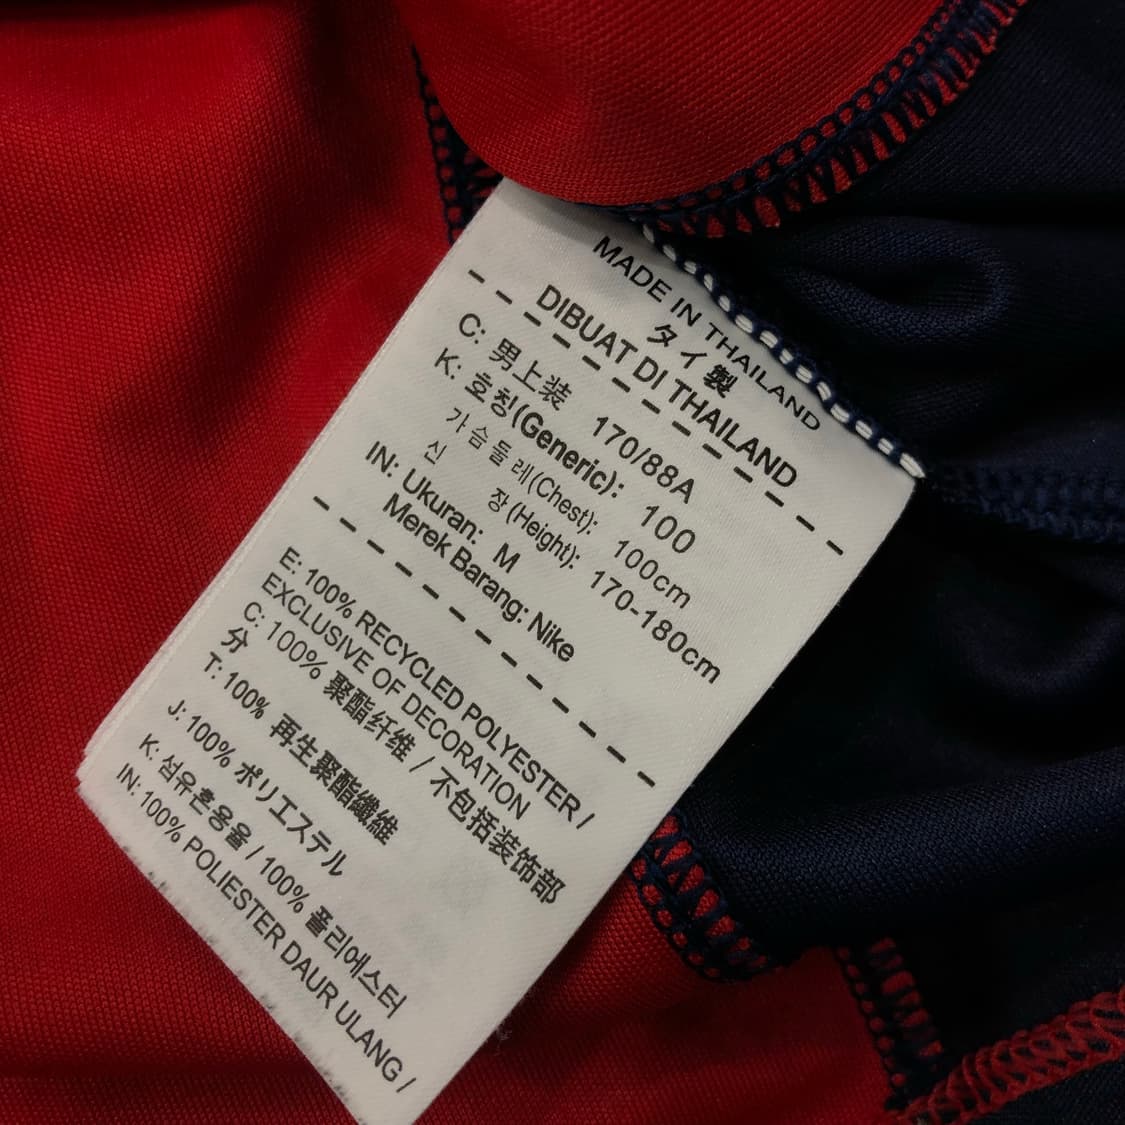 MADE IN THAILAND
タイ製
DIBUAT DI THAILAND
C: 男上装 170/88A
K: 호칭(Generic): 100
가슴둘레(Chest): 100cm
신 장(Height): 170-180cm
IN: Ukuran: M
Merek Barang: Nike
E: 100% RECYCLED POLYESTER /
EXCLUSIVE OF DECORATION
C: 100% 聚酯纤维 / 不包括装饰部
分
T: 100% 再生聚酯纖維
J: 100% ポリエステル
K: 섬유혼용율 / 100% 폴리에스터
IN: 100% POLIESTER DAUR ULANG /